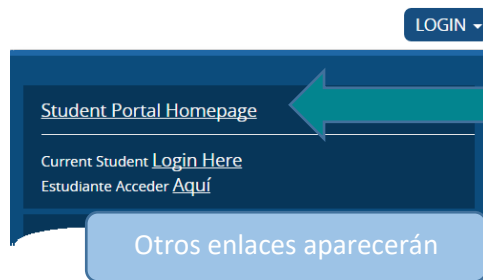 LOGIN
Student Portal Homepage
Current Student Login Here
Estudiante Acceder Aquí
Otros enlaces aparecerán